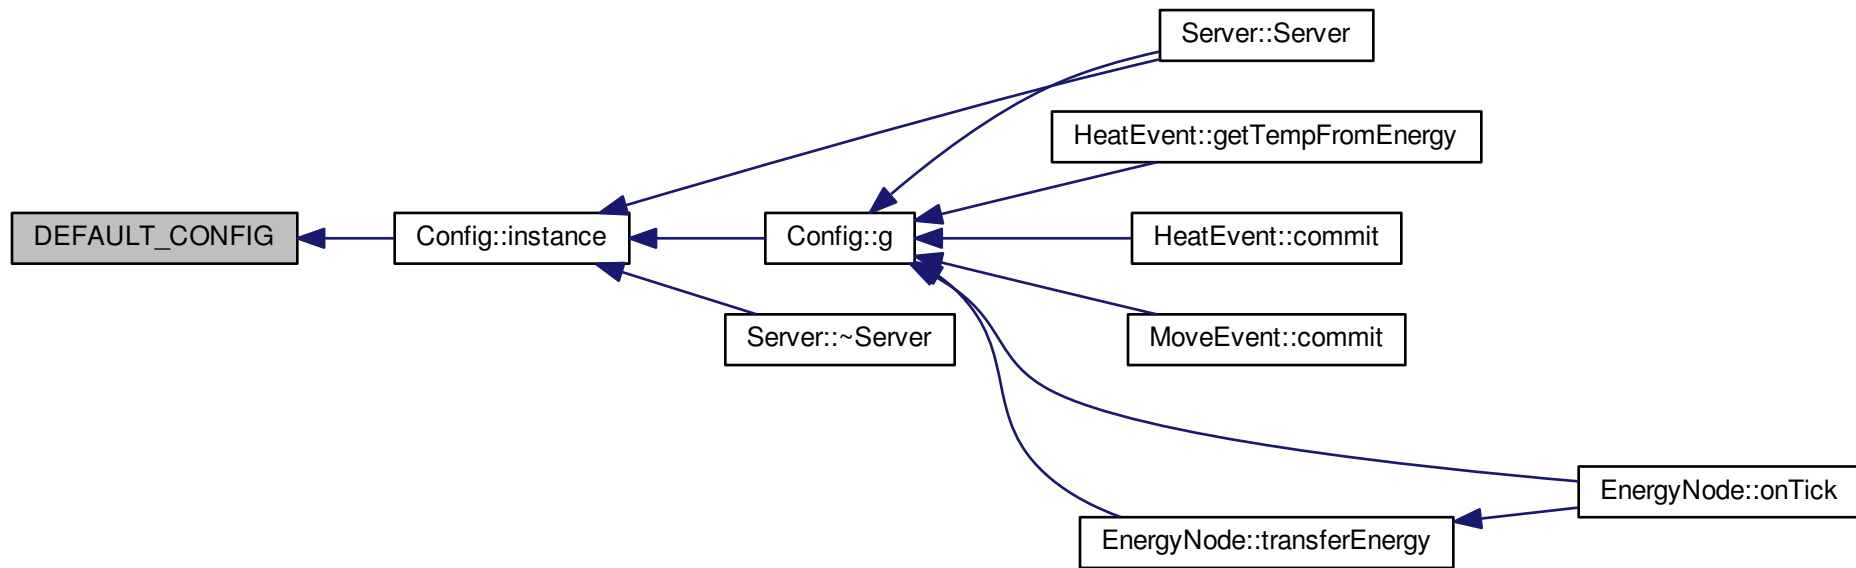 Server::Server
HeatEvent::getTempFromEnergy
DEFAULT_CONFIG
Config::instance
Config::g
HeatEvent::commit
Server::~Server
MoveEvent::commit
EnergyNode::onTick
EnergyNode::transferEnergy